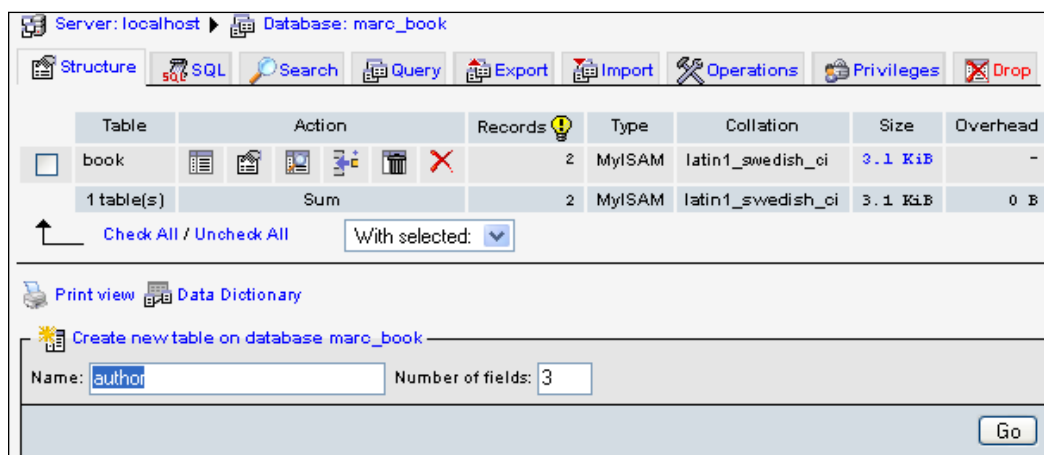 Server: localhost Database: marc_book
Structure SQL Search Query Export Import Operations Privileges Drop
Table Action Records Type Collation Size Overhead
book 2 MyISAM latin1_swedish_ci 3.1 KiB -
1 table(s) Sum 2 MyISAM latin1_swedish_ci 3.1 KiB 0 B
Check All / Uncheck All With selected:
Print view Data Dictionary
Create new table on database marc_book
Name: author Number of fields: 3
Go